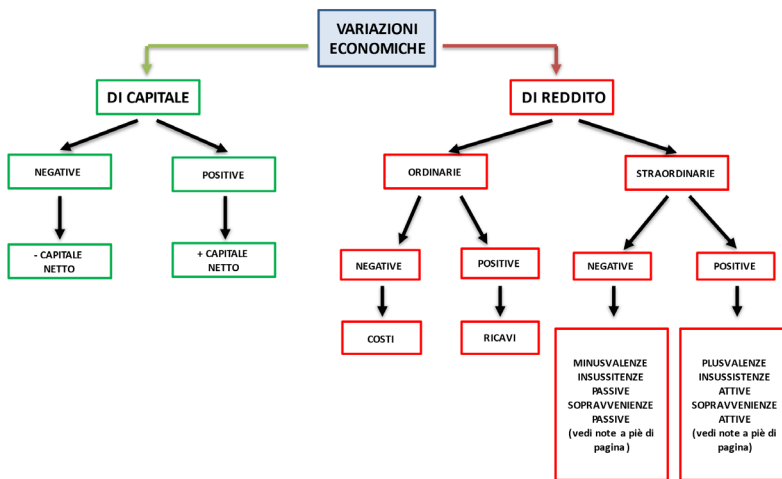 VARIAZIONI
ECONOMICHE
DI CAPITALE
DI REDDITO
NEGATIVE
POSITIVE
ORDINARIE
STRAORDINARIE
- CAPITALE
NETTO
+ CAPITALE
NETTO
NEGATIVE
POSITIVE
NEGATIVE
POSITIVE
COSTI
RICAVI
MINUSVALENZE
INSUSSITENZE
PASSIVE
SOPRAVVENIENZE
PASSIVE
(vedi note a piè di
pagina )
PLUSVALENZE
INSUSSISTENZE
ATTIVE
SOPRAVVENIENZE
ATTIVE
(vedi note a piè di
pagina)